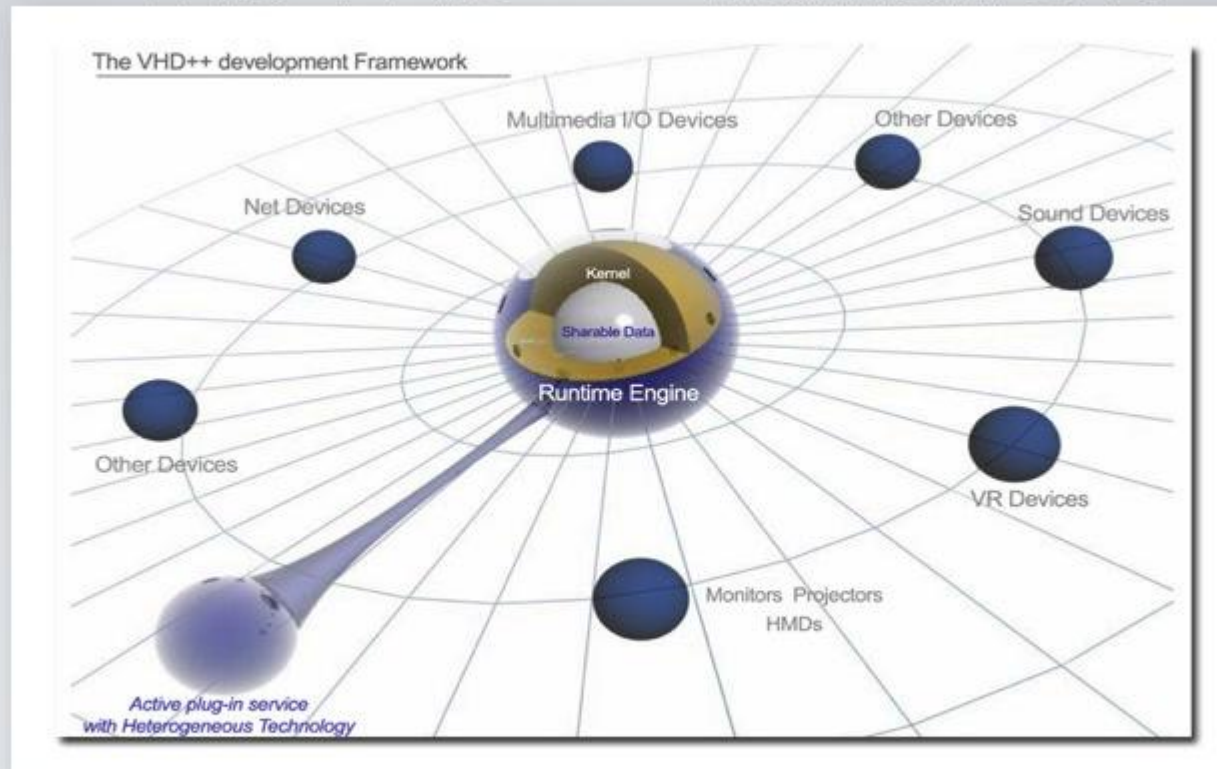 The VHD++ development Framework
Multimedia I/O Devices
Other Devices
Net Devices
Sound Devices
Kernel
Sharable Data
Runtime Engine
Other Devices
VR Devices
Monitors Projectors
HMDs
Active plug-in service
with Heterogeneous Technology